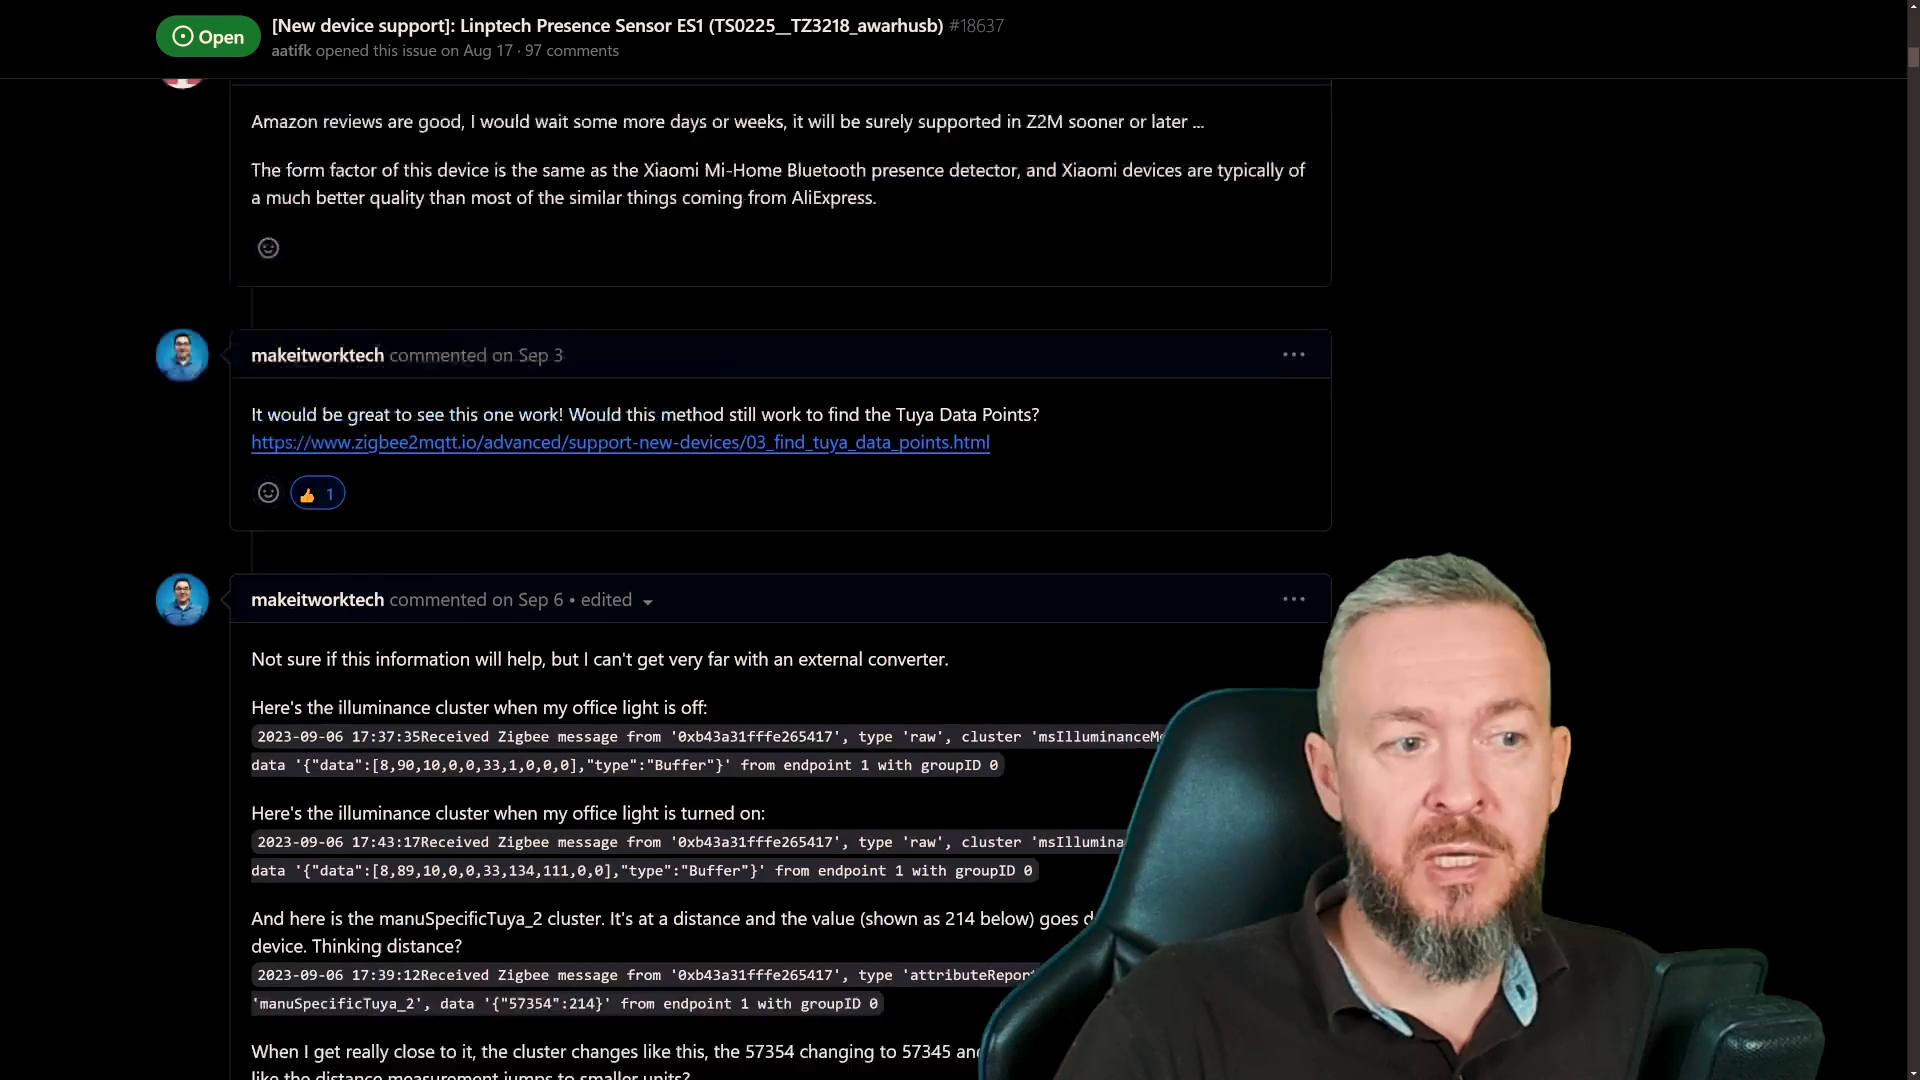 Open
[New device support]: Linptech Presence Sensor ES1 (TS0225__TZ3218_awarhusb) #18637
aatifk opened this issue on Aug 17 · 97 comments
Amazon reviews are good, I would wait some more days or weeks, it will be surely supported in Z2M sooner or later ...
The form factor of this device is the same as the Xiaomi Mi-Home Bluetooth presence detector, and Xiaomi devices are typically of
a much better quality than most of the similar things coming from AliExpress.
makeitworktech commented on Sep 3
It would be great to see this one work! Would this method still work to find the Tuya Data Points?
https://www.zigbee2mqtt.io/advanced/support-new-devices/03_find_tuya_data_points.html
👍 1
makeitworktech commented on Sep 6 • edited
Not sure if this information will help, but I can't get very far with an external converter.
Here's the illuminance cluster when my office light is off:
2023-09-06 17:37:35Received Zigbee message from '0xb43a31fffe265417', type 'raw', cluster 'msIlluminanceMe
data '{"data":[8,90,10,0,0,33,1,0,0,0],"type":"Buffer"}' from endpoint 1 with groupID 0
Here's the illuminance cluster when my office light is turned on:
2023-09-06 17:43:17Received Zigbee message from '0xb43a31fffe265417', type 'raw', cluster 'msIllumina
data '{"data":[8,89,10,0,0,33,134,111,0,0],"type":"Buffer"}' from endpoint 1 with groupID 0
And here is the manuSpecificTuya_2 cluster. It's at a distance and the value (shown as 214 below) goes d
device. Thinking distance?
2023-09-06 17:39:12Received Zigbee message from '0xb43a31fffe265417', type 'attributeRepor
'manuSpecificTuya_2', data '{"57354":214}' from endpoint 1 with groupID 0
When I get really close to it, the cluster changes like this, the 57354 changing to 57345 an
like the distance measurement jumps to smaller units?